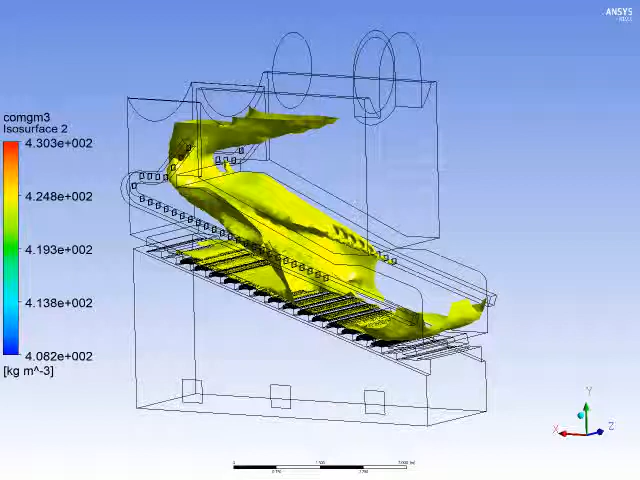 ANSYS
comgm3
Isosurface 2
4.303e+002
4.248e+002
4.193e+002
4.138e+002
4.082e+002
[kg m^-3]
Y
X
Z
0